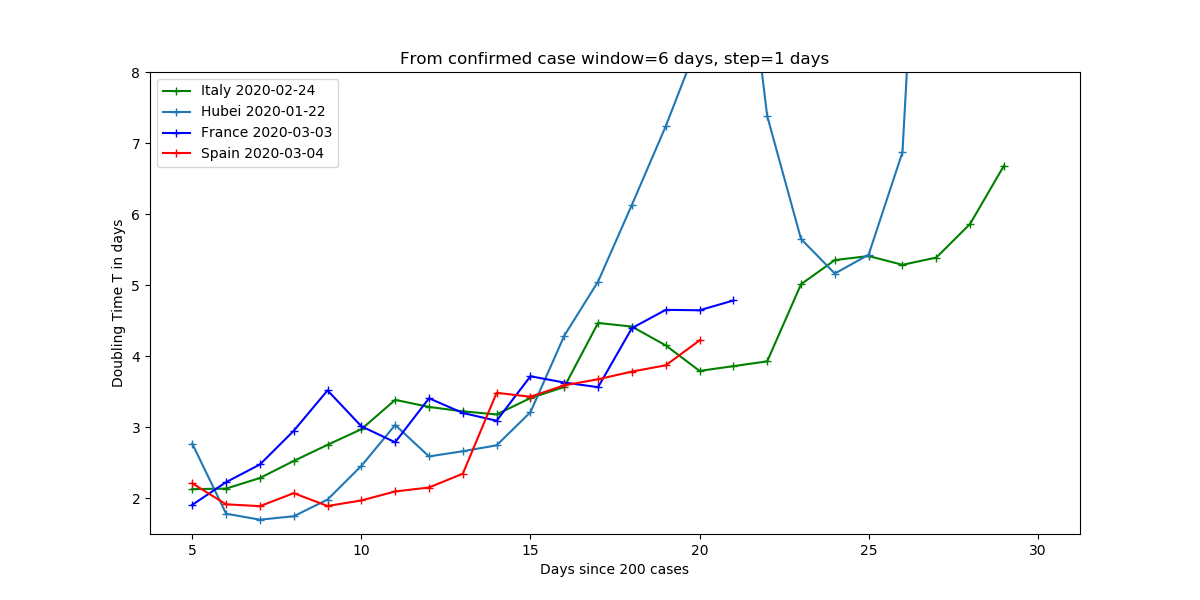 From confirmed case window=6 days, step=1 days
Italy 2020-02-24
Hubei 2020-01-22
France 2020-03-03
Spain 2020-03-04
8
7
6
5
4
3
2
Doubling Time T in days
5 10 15 20 25 30
Days since 200 cases